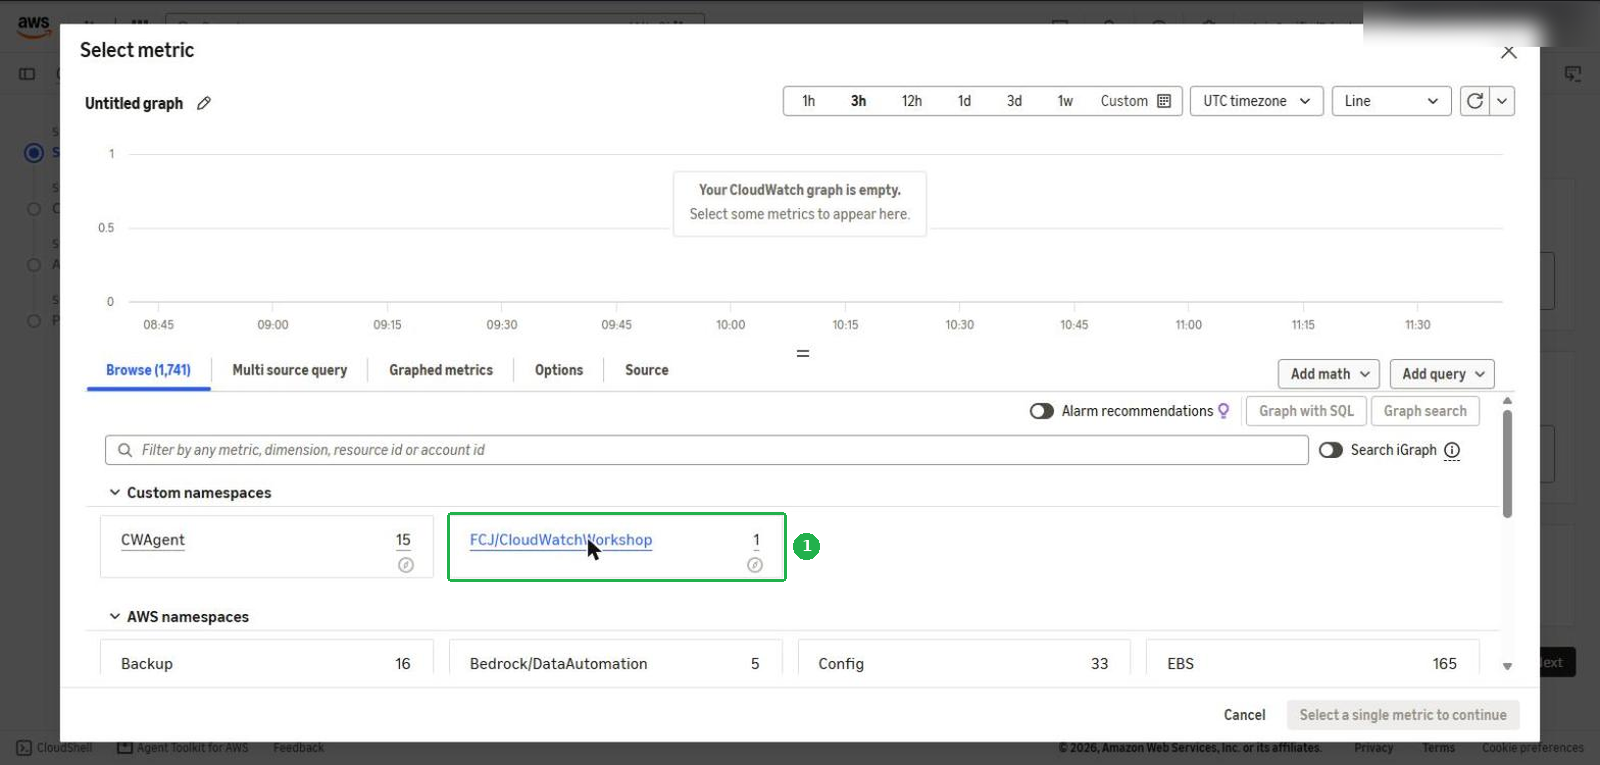 aws
Select metric
Untitled graph
1h 3h 12h 1d 3d 1w Custom UTC timezone Line
1
Your CloudWatch graph is empty.
Select some metrics to appear here.
0.5
0
08:45 09:00 09:15 09:30 09:45 10:00 10:15 10:30 10:45 11:00 11:15 11:30
Browse (1,741) Multi source query Graphed metrics Options Source Add math Add query
Alarm recommendations Graph with SQL Graph search
Filter by any metric, dimension, resource id or account id Search iGraph
Custom namespaces
CWAgent 15 FCJ/CloudWatchWorkshop 1 1
AWS namespaces
Backup 16 Bedrock/DataAutomation 5 Config 33 EBS 165
Cancel Select a single metric to continue
CloudShell Agent Toolkit for AWS Feedback © 2026, Amazon Web Services, Inc. or its affiliates. Privacy Terms Cookie preferences